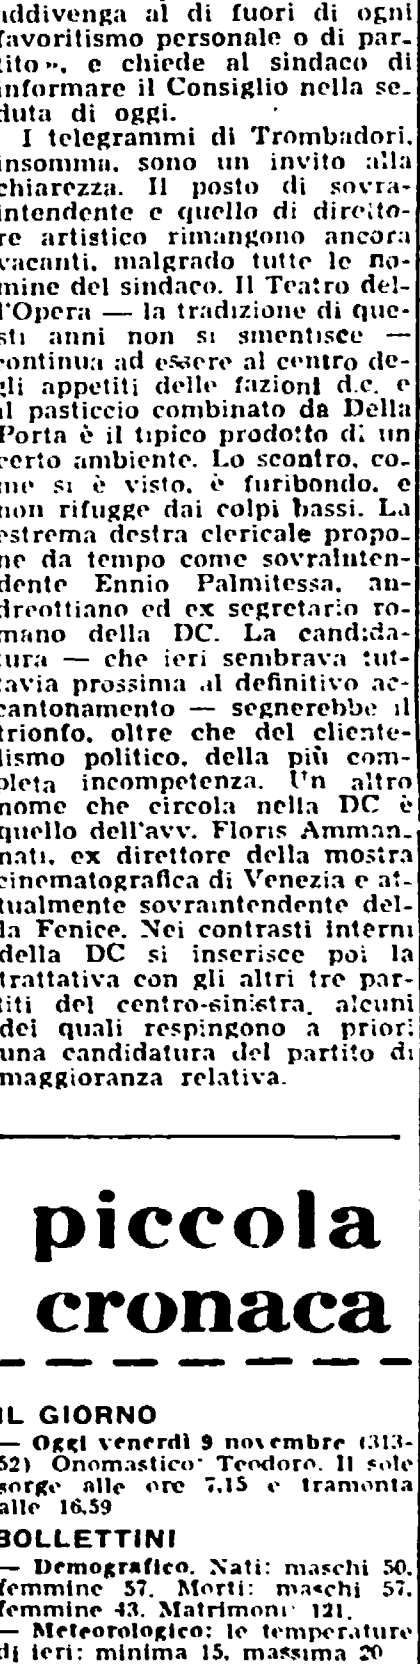 addivenga al di fuori di ogni
favoritismo personale o di par-
tito», e chiede al sindaco di
informare il Consiglio nella se-
duta di oggi.
I telegrammi di Trombadori,
insomma, sono un invito alla
chiarezza. Il posto di sovra-
intendente e quello di diretto-
re artistico rimangono ancora
vacanti, malgrado tutte le no-
mine del sindaco. Il Teatro del-
l'Opera — la tradizione di que-
sti anni non si smentisce —
continua ad essere al centro de-
gli appetiti delle fazioni d.c. e
il pasticcio combinato da Della
Porta è il tipico prodotto di un
certo ambiente. Lo scontro, co-
me si è visto, è furibondo, e
non rifugge dai colpi bassi. La
estrema destra clericale propo-
ne da tempo come sovrainten-
dente Ennio Palmitessa, an-
dreottiano ed ex segretario ro-
mano della DC. La candida-
tura — che ieri sembrava tut-
tavia prossima al definitivo ac-
cantonamento — segnerebbe il
trionfo, oltre che del cliente-
lismo politico, della più com-
pleta incompetenza. Un altro
nome che circola nella DC è
quello dell'avv. Floris Amman-
nati, ex direttore della mostra
cinematografica di Venezia e at-
tualmente sovraintendente del-
la Fenice. Nei contrasti interni
della DC si inserisce poi la
trattativa con gli altri tre par-
titi del centro-sinistra, alcuni
dei quali respingono a priori
una candidatura del partito di
maggioranza relativa.
piccola
cronaca
IL GIORNO
— Oggi venerdì 9 novembre (313-
52) Onomastico: Teodoro. Il sole
sorge alle ore 7,15 e tramonta
alle 16,59
BOLLETTINI
— Demografico. Nati: maschi 50,
femmine 57. Morti: maschi 57,
femmine 43. Matrimoni: 121.
— Meteorologico: le temperature
di ieri: minima 15, massima 20